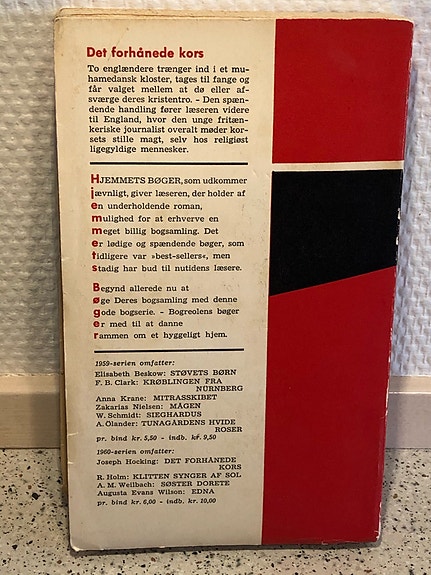 Det forhånede kors
To englændere trænger ind i et mu-
hamedansk kloster, tages til fange og
får valget mellem at dø eller af-
sværge deres kristentro. – Den spæn-
dende handling fører læseren videre
til England, hvor den unge fritæn-
keriske journalist overalt møder kor-
sets stille magt, selv hos religiøst
ligegyldige mennesker.
HJEMMETS BØGER, som udkommer
jævnligt, giver læseren, der holder af
en underholdende roman,
mulighed for at erhverve en
meget billig bogsamling. Det
er lødige og spændende bøger, som
tidligere var »best-sellers«, men
stadig har bud til nutidens læsere.
Begynd allerede nu at
øge Deres bogsamling med denne
gode bogserie. – Bogreolens bøger
er med til at danne
rammen om et hyggeligt hjem.
1959-serien omfatter:
Elisabeth Beskow: STØVETS BØRN
F. B. Clark: KRØBLINGEN FRA
NÜRNBERG
Anna Krane: MITRASSKIBET
Zakarias Nielsen: MÅGEN
W. Schmidt: SIEGHARDUS
A. Ölander: TUNAGÅRDENS HVIDE
ROSER
pr. bind kr. 5,50 - indb. kr. 9,50
1960-serien omfatter:
Joseph Hocking: DET FORHÅNEDE
KORS
R. Holm: KLITTEN SYNGER AF SOL
A. M. Weilbach: SØSTER DORETE
Augusta Evans Wilson: EDNA
pr. bind kr. 6,00 - indb. kr. 10,00